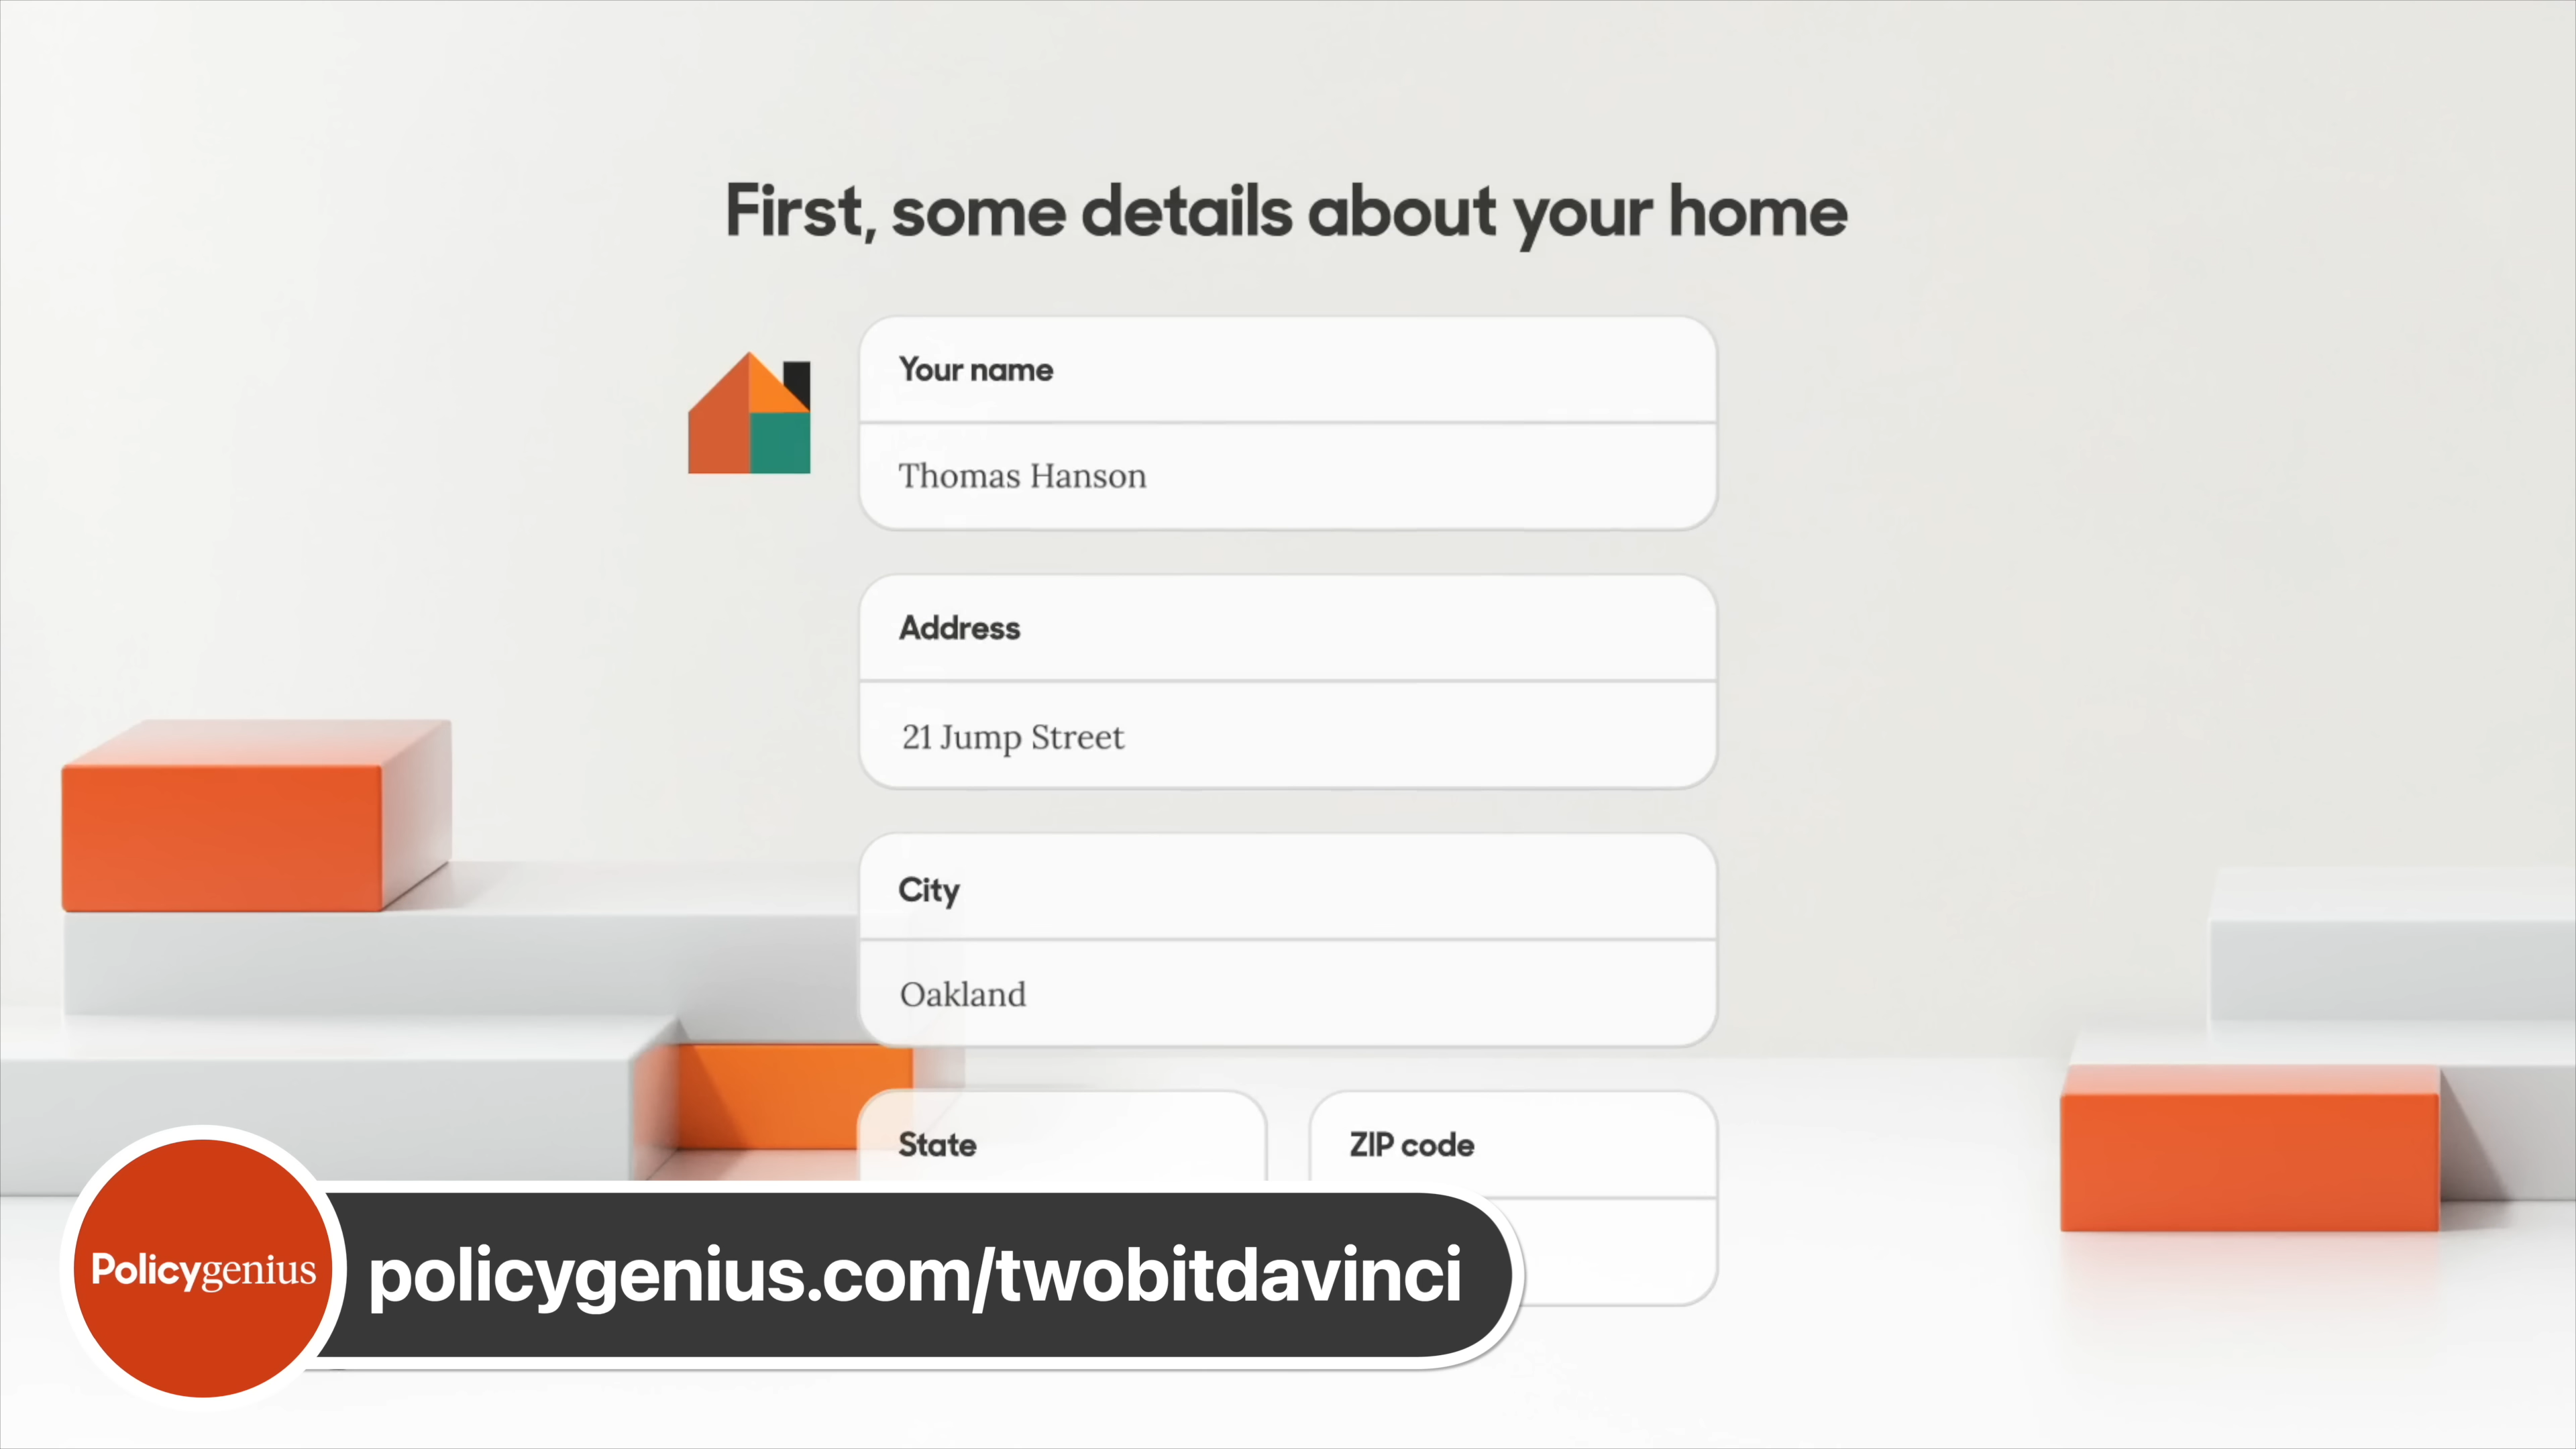 First, some details about your home
Your name
Thomas Hanson
Address
21 Jump Street
City
Oakland
State
ZIP code
Policygenius
policygenius.com/twobitdavinci